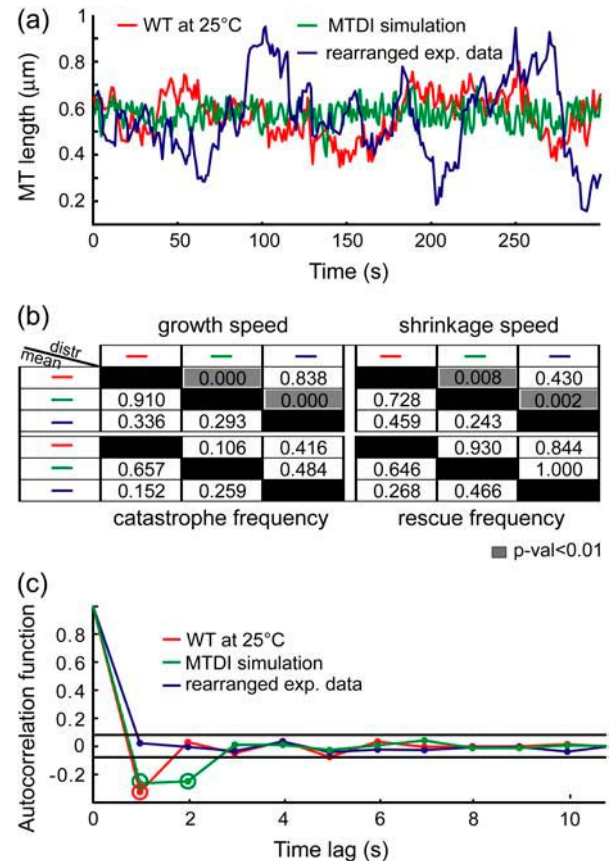 (a)
WT at 25°C
MTDI simulation
rearranged exp. data
MT length (µm)
1
0.8
0.6
0.4
0.2
0 50 100 150 200 250
Time (s)
(b)
growth speed shrinkage speed
distr
mean
0.000 0.838 0.008 0.430
0.910 0.000 0.728 0.002
0.336 0.293 0.459 0.243
0.106 0.416 0.930 0.844
0.657 0.484 0.646 1.000
0.152 0.259 0.268 0.466
catastrophe frequency rescue frequency
p-val<0.01
(c)
Autocorrelation function
0.8
0.6
0.4
0.2
0
-0.2
WT at 25°C
MTDI simulation
rearranged exp. data
0 2 4 6 8 10
Time lag (s)